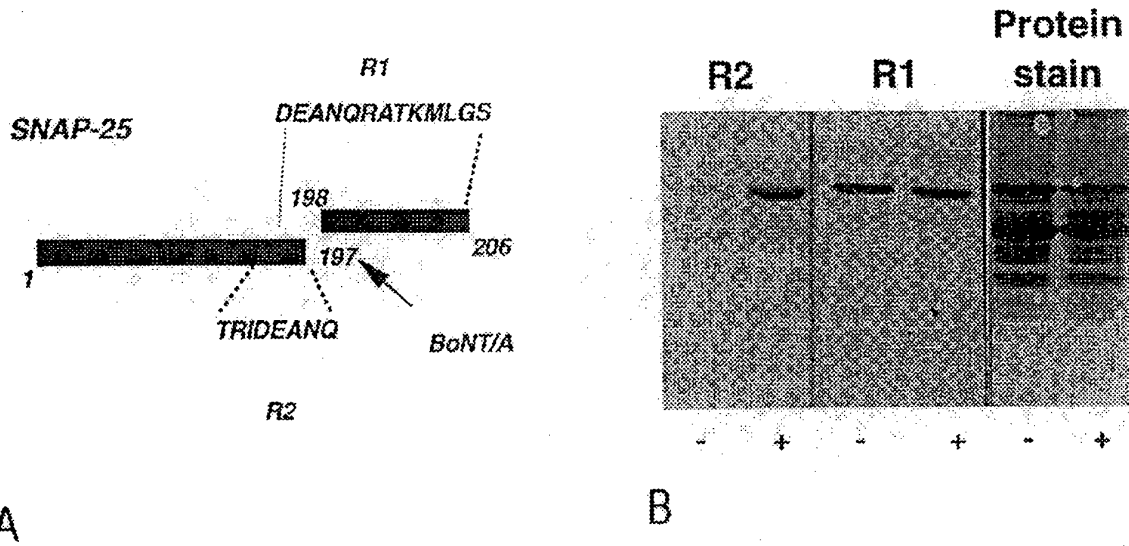 R1
DEANQRATKMLGS
SNAP-25
198
1
197
206
TRIDEANQ
BoNT/A
R2
A
Protein
stain
R2
R1
- + - + - +
B